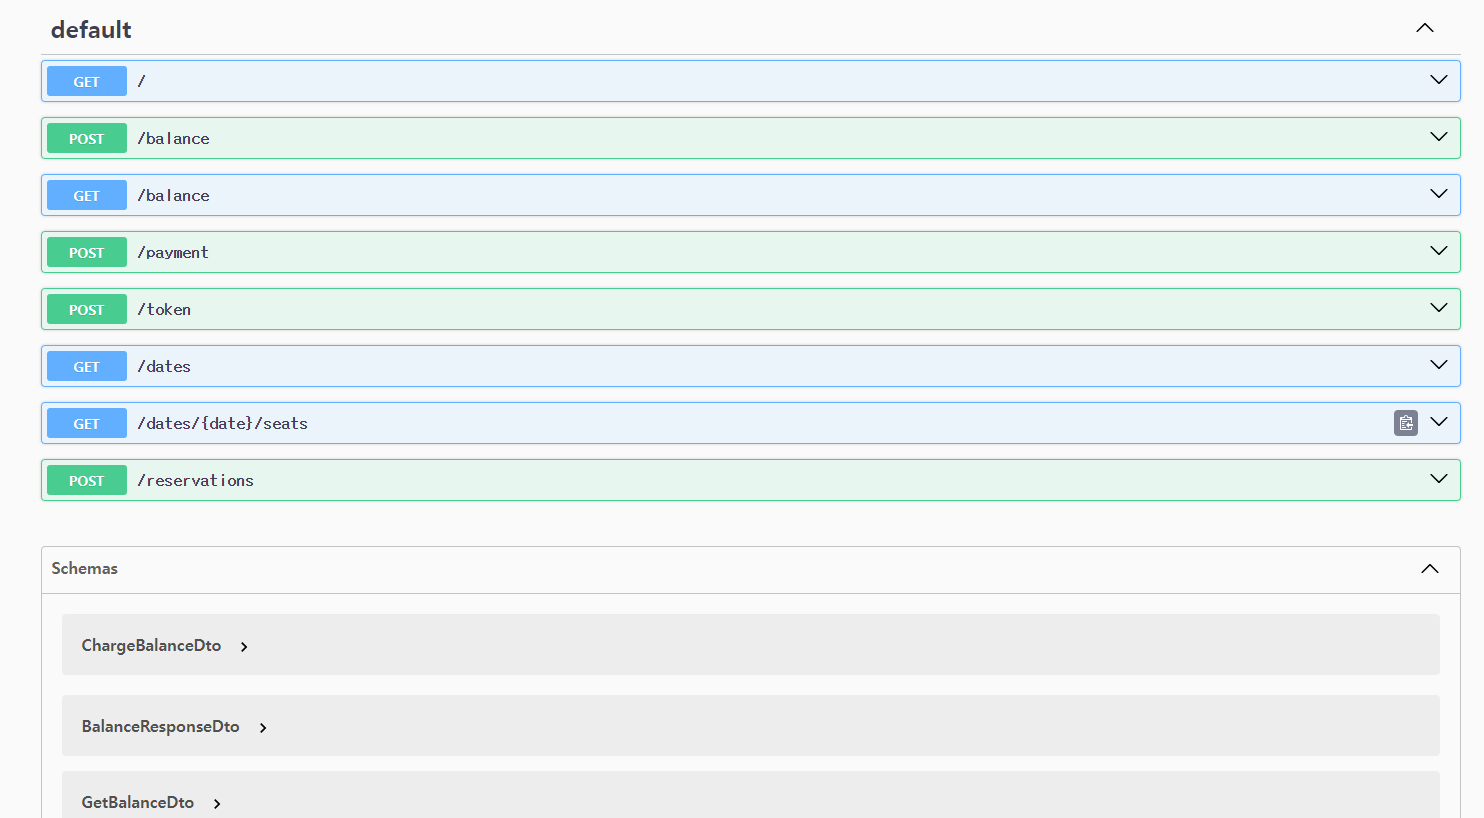 default
GET /
POST /balance
GET /balance
POST /payment
POST /token
GET /dates
GET /dates/{date}/seats
POST /reservations
Schemas
ChargeBalanceDto
BalanceResponseDto
GetBalanceDto